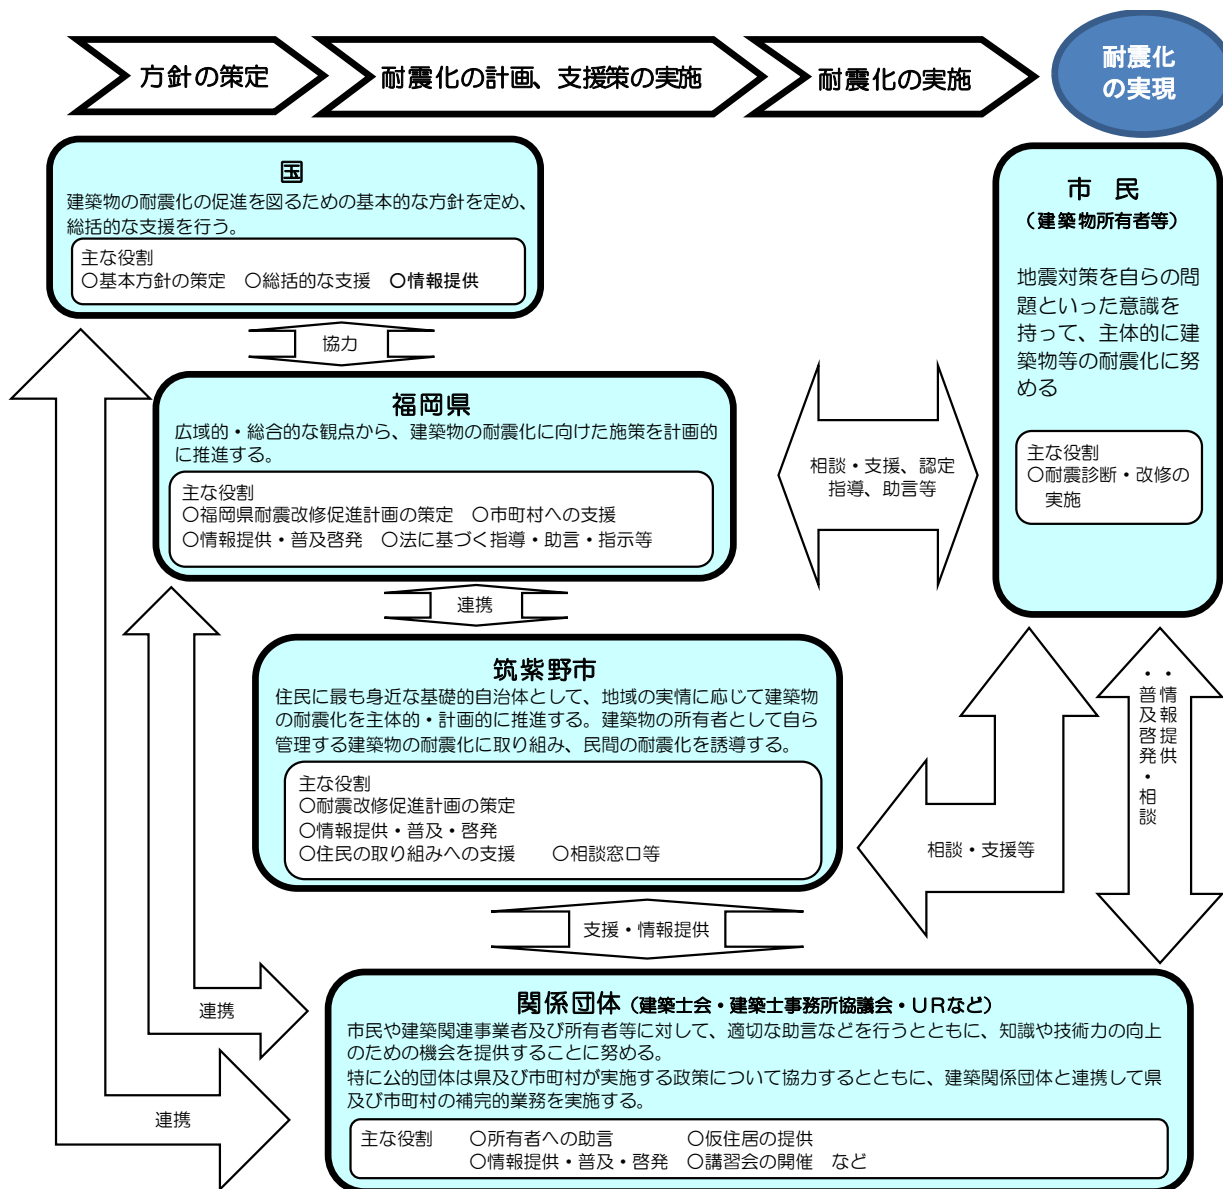 方針の策定
耐震化の計画、支援策の実施
耐震化の実施
耐震化
の実現
国
建築物の耐震化の促進を図るための基本的な方針を定め、
総括的な支援を行う。
主な役割
○基本方針の策定 ○総括的な支援 ○情報提供
協力
福岡県
広域的・総合的な観点から、建築物の耐震化に向けた施策を計画的
に推進する。
主な役割
○福岡県耐震改修促進計画の策定 ○市町村への支援
○情報提供・普及啓発 ○法に基づく指導・助言・指示等
連携
筑紫野市
住民に最も身近な基礎的自治体として、地域の実情に応じて建築物
の耐震化を主体的・計画的に推進する。建築物の所有者として自ら
管理する建築物の耐震化に取り組み、民間の耐震化を誘導する。
主な役割
○耐震改修促進計画の策定
○情報提供・普及・啓発
○住民の取り組みへの支援 ○相談窓口等
支援・情報提供
関係団体（建築士会・建築士事務所協議会・ＵＲなど）
市民や建築関連事業者及び所有者等に対して、適切な助言などを行うとともに、知識や技術力の向上
のための機会を提供することに努める。
特に公的団体は県及び市町村が実施する政策について協力するとともに、建築関係団体と連携して県
及び市町村の補完的業務を実施する。
主な役割 ○所有者への助言 ○仮住居の提供
○情報提供・普及・啓発 ○講習会の開催 など
市 民
（建築物所有者等）
地震対策を自らの問
題といった意識を
持って、主体的に建
築物等の耐震化に努
める
主な役割
○耐震診断・改修の
実施
相談・支援、認定
指導、助言等
相談・支援等
・情報提供
・普及啓発・相談
連携
連携